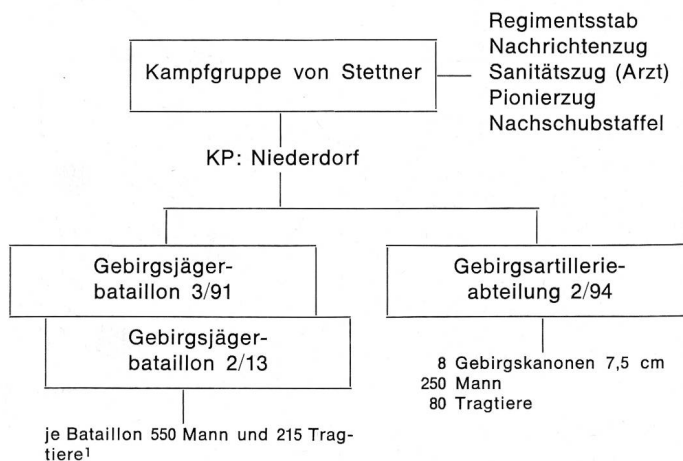 Kampfgruppe von Stettner
Regimentsstab
Nachrichtenzug
Sanitätszug (Arzt)
Pionierzug
Nachschubstaffel
KP: Niederdorf
Gebirgsjäger-
bataillon 3/91
Gebirgsjäger-
bataillon 2/13
je Bataillon 550 Mann und 215 Trag-
tiere¹
Gebirgsartillerie-
abteilung 2/94
8 Gebirgskanonen 7,5 cm
250 Mann
80 Tragtiere